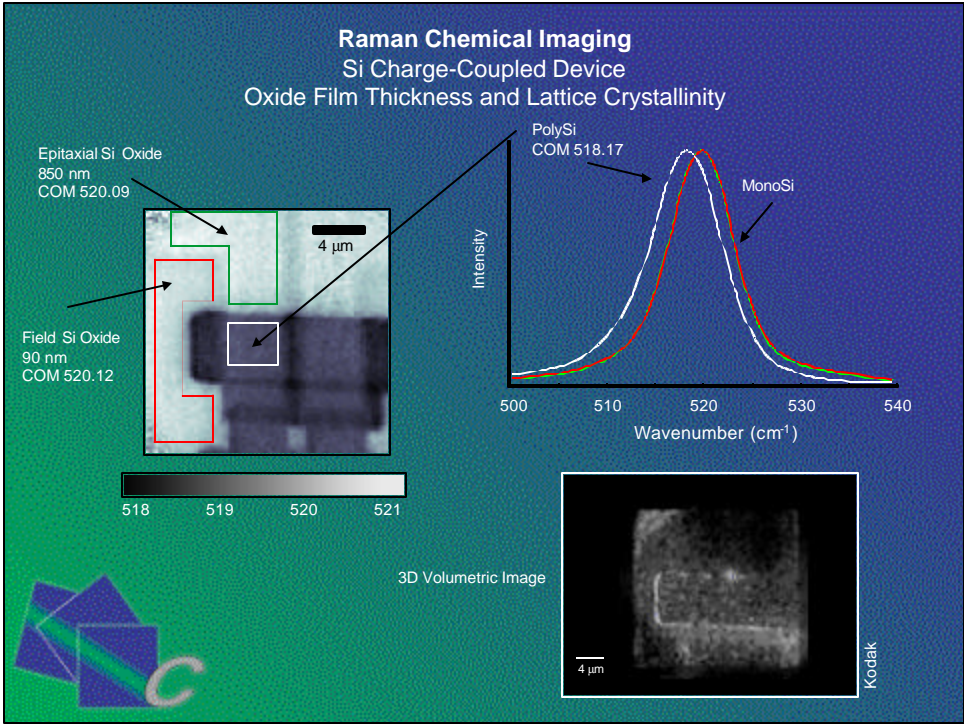 Raman Chemical Imaging
Si Charge-Coupled Device
Oxide Film Thickness and Lattice Crystallinity
Epitaxial Si Oxide
850 nm
COM 520.09
4 μm
Field Si Oxide
90 nm
COM 520.12
518 519 520 521
PolySi
COM 518.17
MonoSi
Intensity
500 510 520 530 540
Wavenumber (cm-1)
3D Volumetric Image
4 μm
Kodak
C